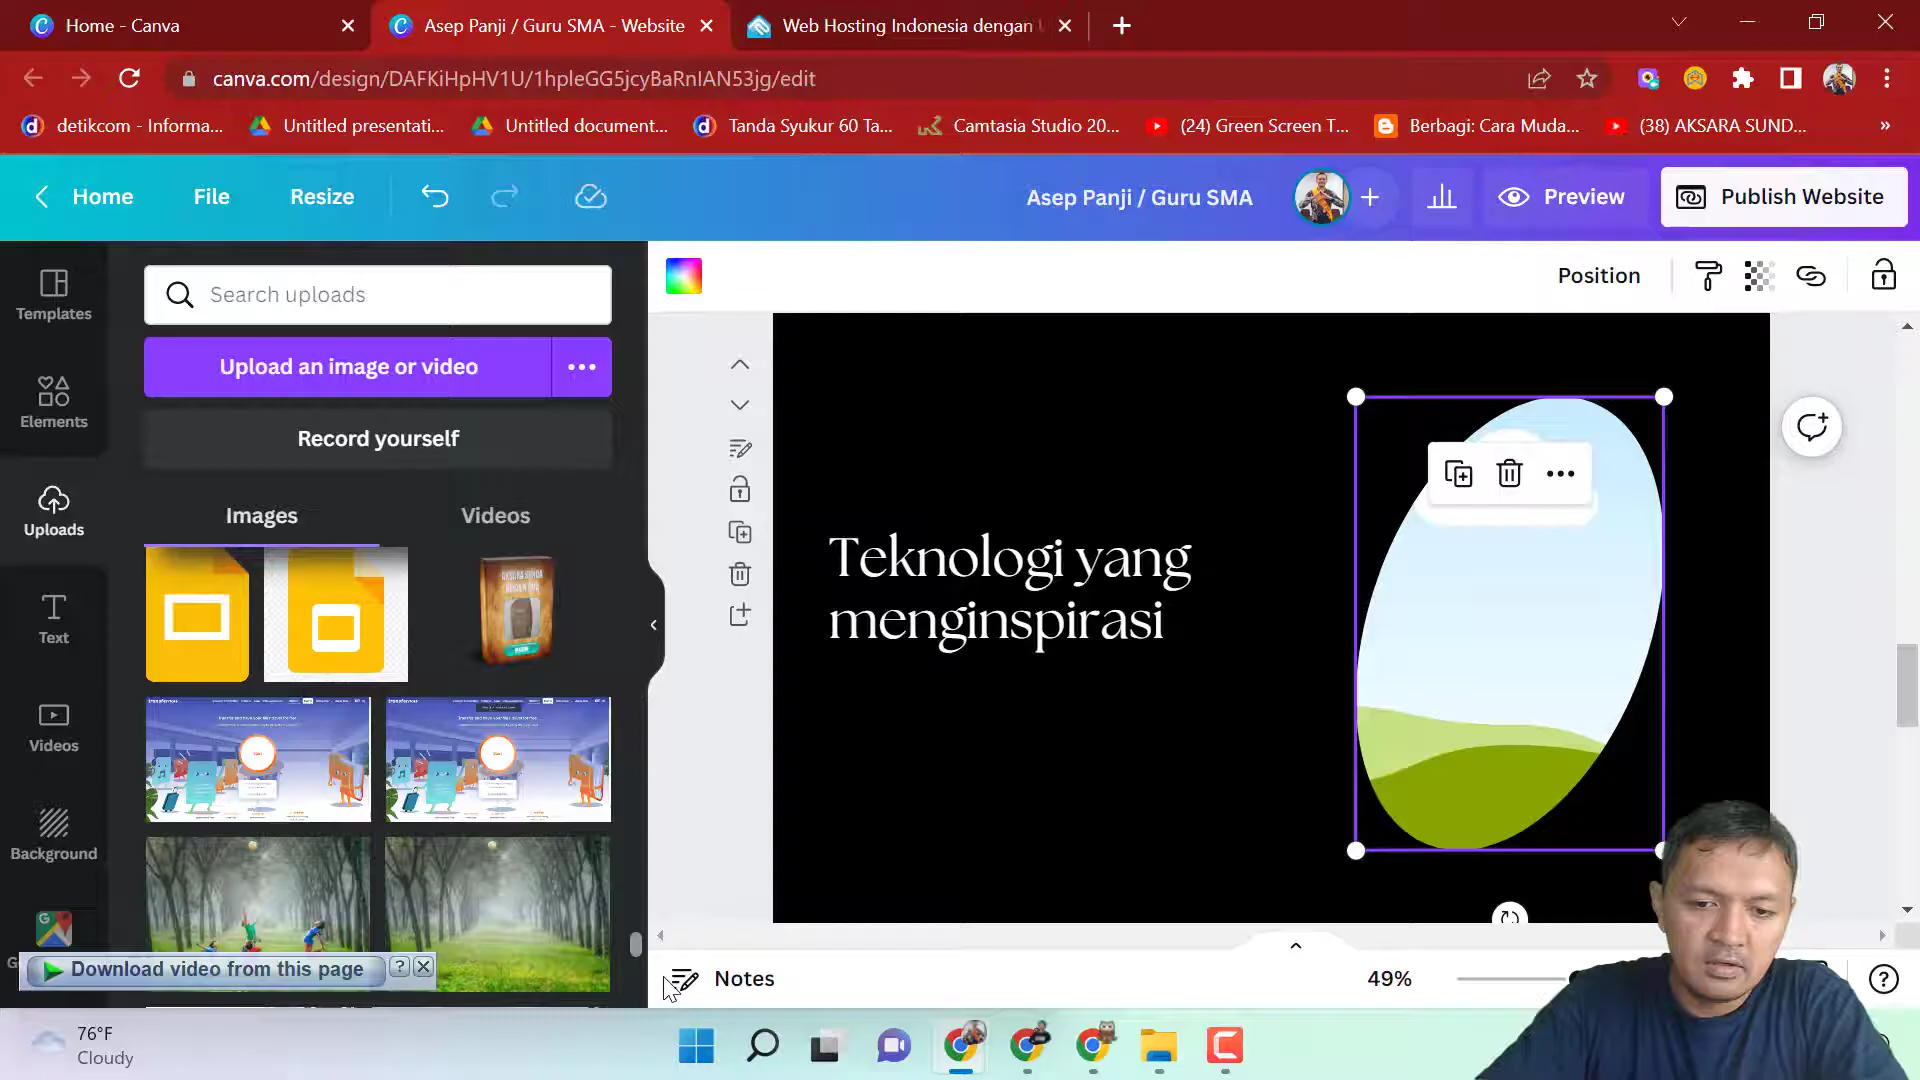 Home - Canva
Asep Panji / Guru SMA - Website
Web Hosting Indonesia dengan
canva.com/design/DAFKiHpHV1U/1hpleGG5jcyBaRnIAN53jg/edit
detikcom - Informa...
Untitled presentati...
Untitled document...
Tanda Syukur 60 Ta...
Camtasia Studio 20...
(24) Green Screen T...
Berbagi: Cara Muda...
(38) AKSARA SUND...
»
Home
File
Resize
Asep Panji / Guru SMA
Preview
Publish Website
Templates
Elements
Uploads
Text
Videos
Background
Search uploads
Upload an image or video
Record yourself
Images
Videos
Position
Teknologi yang
menginspirasi
Download video from this page
?
Notes
49%
?
76°F
Cloudy